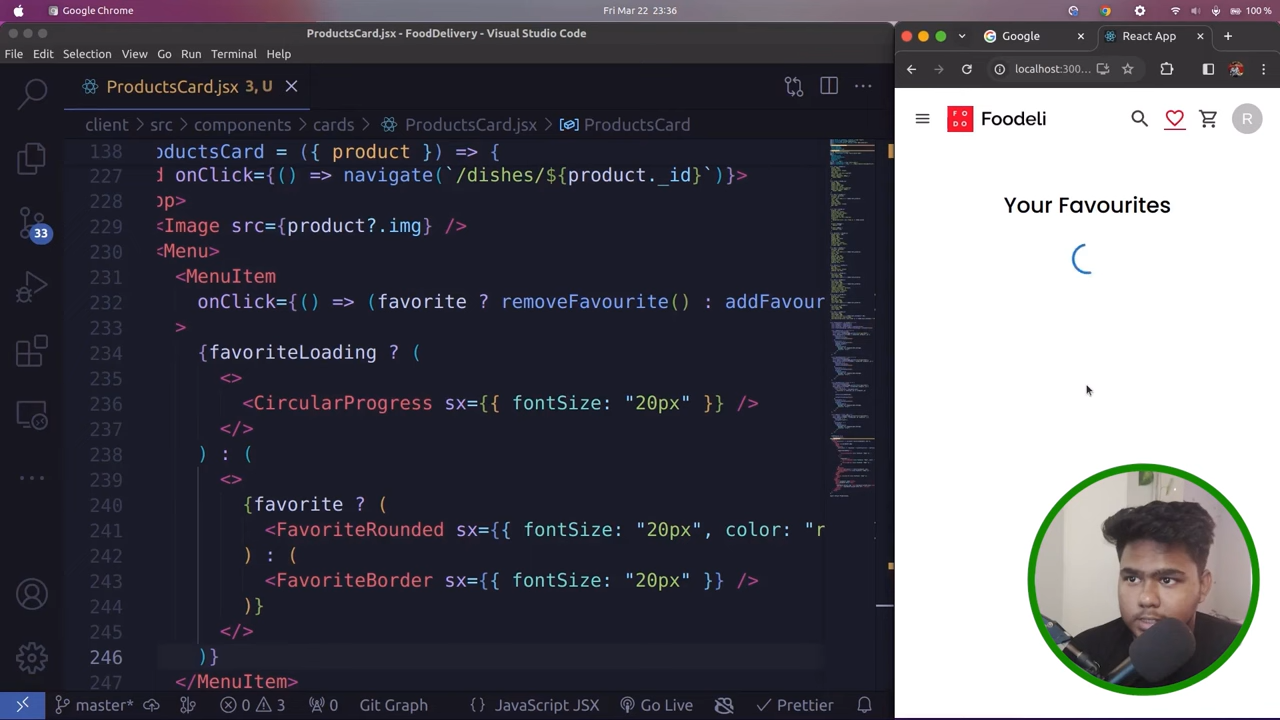 Google Chrome
Fri Mar 22 23:36
100 %
ProductsCard.jsx - FoodDelivery - Visual Studio Code
File Edit Selection View Go Run Terminal Help
ProductsCard.jsx 3, U
client src cards ProductsCard.jsx ProductsCard
138 oductsCard = ({ product }) => {
227 onClick={() => navigate(`/dishes/${product._id}`)}>
228 op>
229 Image src={product?.img} />
230 <Menu>
231 <MenuItem
232 onClick={() => (favorite ? removeFavourite() : addFavour
233 >
234 {favoriteLoading ? (
235 <>
236 <CircularProgress sx={{ fontSize: "20px" }} />
237 </>
238 ) : (
239 <>
240 {favorite ? (
241 <FavoriteRounded sx={{ fontSize: "20px", color: "r
242 ) : (
243 <FavoriteBorder sx={{ fontSize: "20px" }} />
244 )}
245 </>
246 )}
247 </MenuItem>
33
master* 0 3 0 Git Graph {} JavaScript JSX Go Live Prettier
Google
React App
localhost:300...
FO
DO
Foodeli
R
Your Favourites